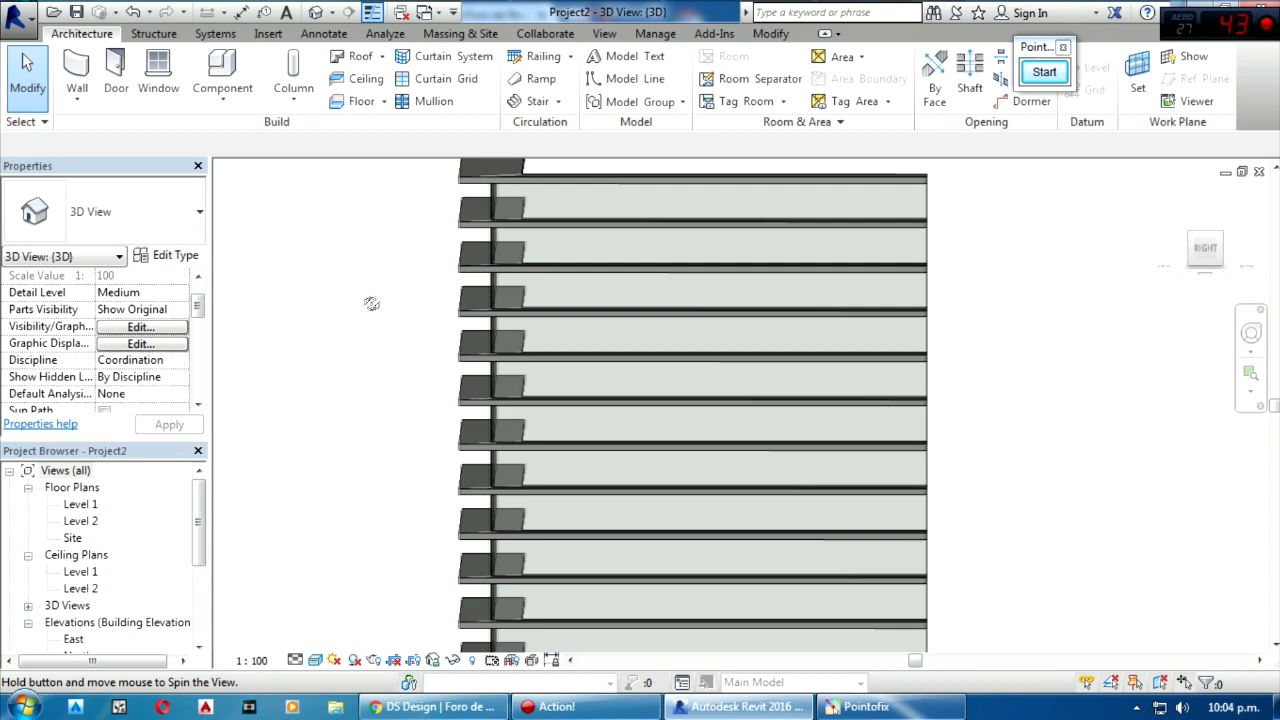 Project2 - 3D View: {3D}
Type a keyword or phrase
Sign In
AERO
27
43
Architecture Structure Systems Insert Annotate Analyze Massing & Site Collaborate View Manage Add-Ins Modify
Point...
Start
Modify
Wall
Door
Window
Component
Column
Roof
Ceiling
Floor
Curtain System
Curtain Grid
Mullion
Railing
Ramp
Stair
Model Text
Model Line
Model Group
Room
Room Separator
Tag Room
Area
Area Boundary
Tag Area
By
Face
Shaft
Dormer
Level
Grid
Set
Show
Ref Plane
Viewer
Select Build Circulation Model Room & Area Opening Datum Work Plane
Properties
3D View
3D View: {3D}
Edit Type
Scale Value 1: 100
Detail Level Medium
Parts Visibility Show Original
Visibility/Graph... Edit...
Graphic Displa... Edit...
Discipline Coordination
Show Hidden L... By Discipline
Default Analysi... None
Sun Path
Properties help
Apply
RIGHT
Project Browser - Project2
Views (all)
Floor Plans
Level 1
Level 2
Site
Ceiling Plans
Level 1
Level 2
3D Views
Elevations (Building Elevation
East
1 : 100
Hold button and move mouse to Spin the View.
:0
Main Model
:0
DS Design | Foro de ...
Action!
Autodesk Revit 2016 ...
Pointofix
10:04 p.m.